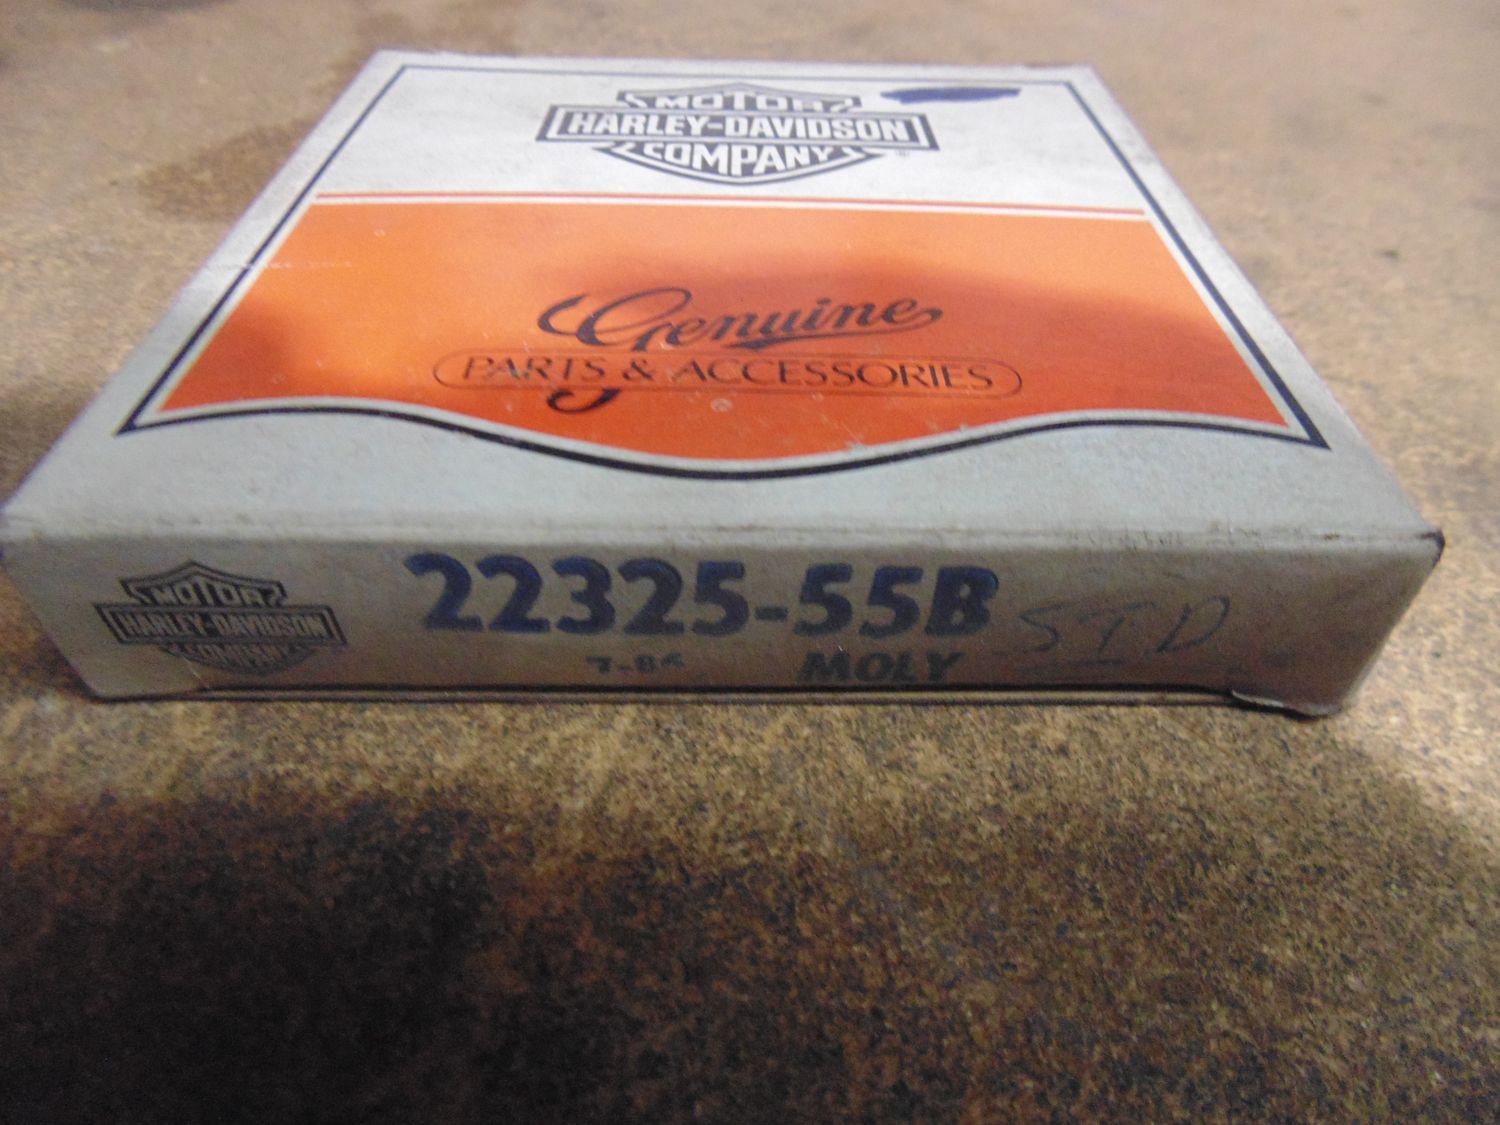 MOTOR
HARLEY-DAVIDSON
COMPANY
Genuine
PARTS & ACCESSORIES
MOTOR
HARLEY-DAVIDSON
COMPANY
22325-55B STD
MOLY